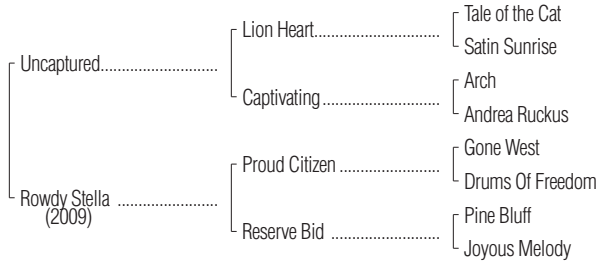 Tale of the Cat
Lion Heart
Satin Sunrise
Uncaptured
Arch
Captivating
Andrea Ruckus
Gone West
Proud Citizen
Drums Of Freedom
Rowdy Stella
(2009)
Pine Bluff
Reserve Bid
Joyous Melody